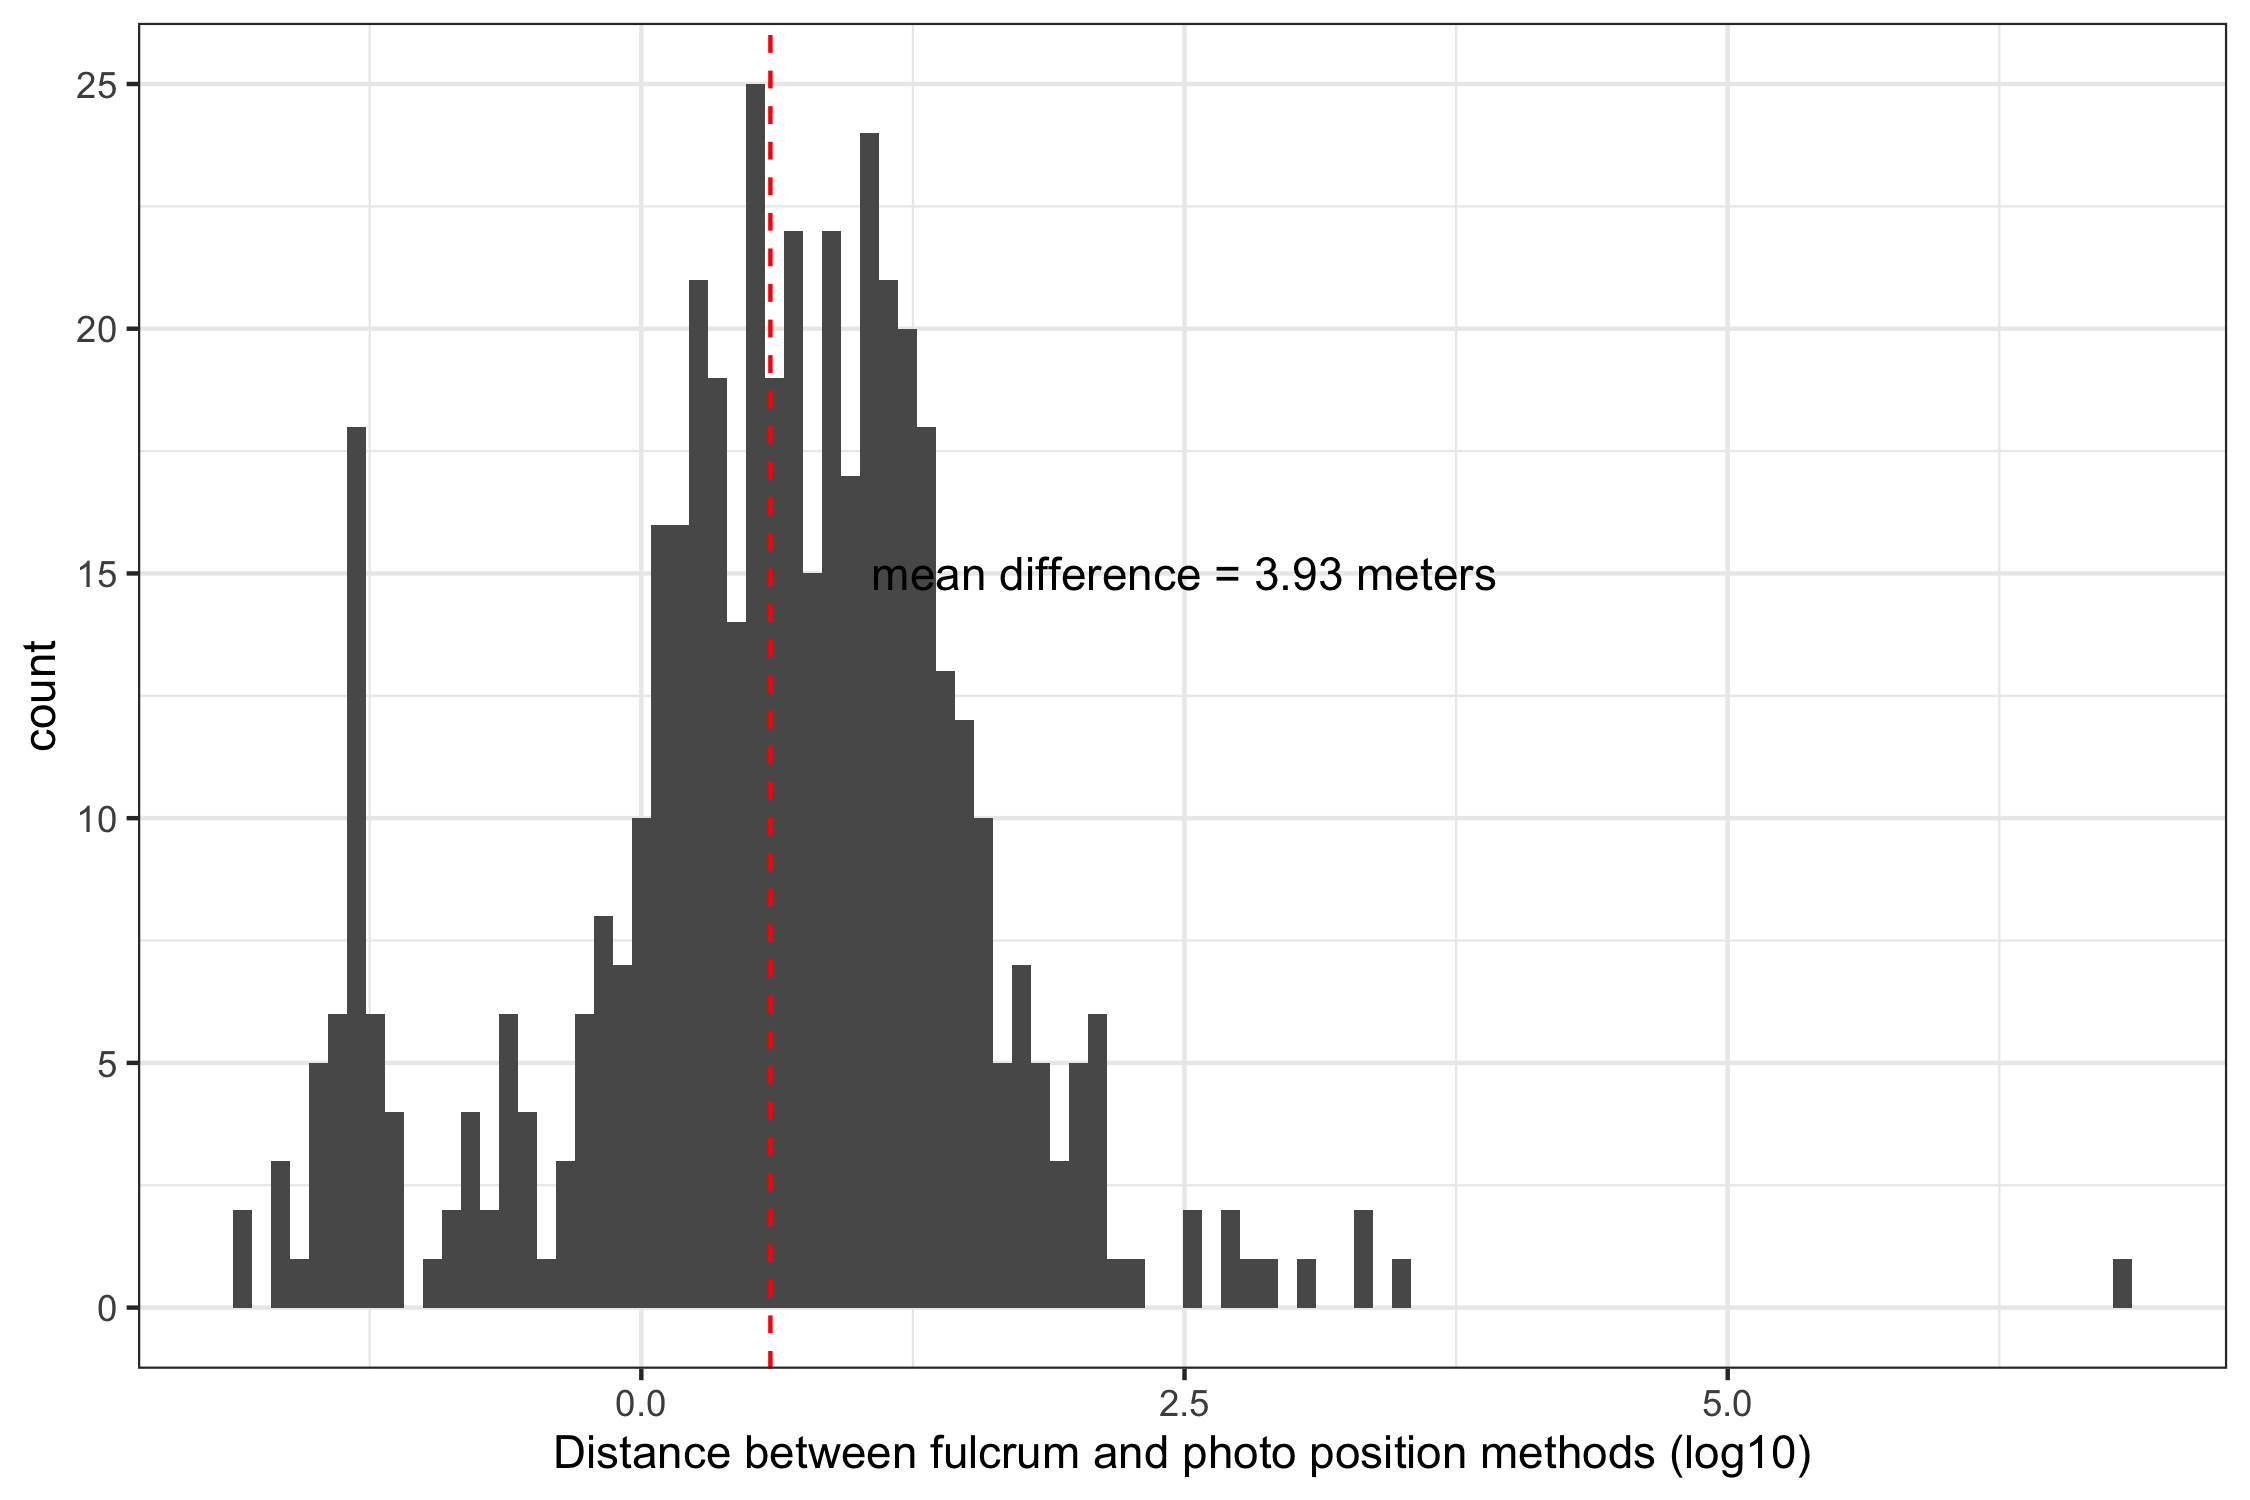 25
20
15
10
5
0
count
mean difference = 3.93 meters
0.0 2.5 5.0
Distance between fulcrum and photo position methods (log10)